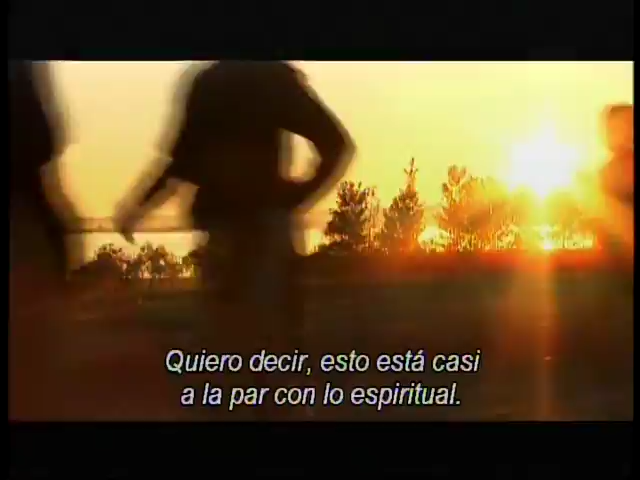 Quiero decir, esto está casi
a la par con lo espiritual.